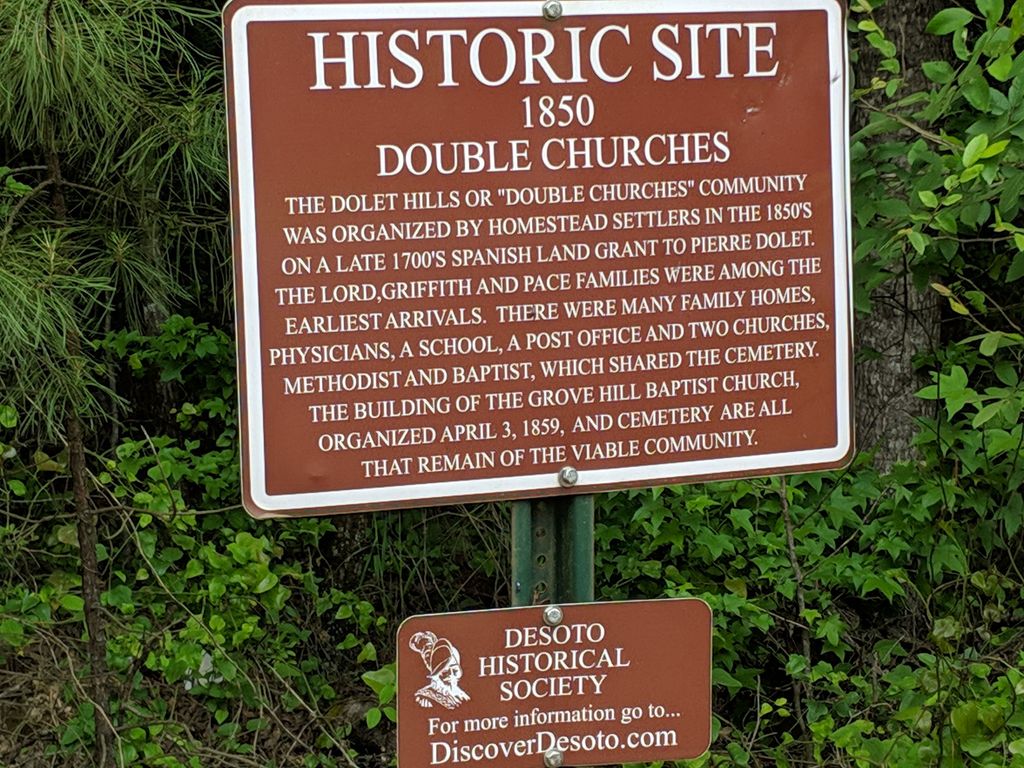 HISTORIC SITE
1850
DOUBLE CHURCHES
THE DOLET HILLS OR "DOUBLE CHURCHES" COMMUNITY
WAS ORGANIZED BY HOMESTEAD SETTLERS IN THE 1850'S
ON A LATE 1700'S SPANISH LAND GRANT TO PIERRE DOLET.
THE LORD,GRIFFITH AND PACE FAMILIES WERE AMONG THE
EARLIEST ARRIVALS. THERE WERE MANY FAMILY HOMES,
PHYSICIANS, A SCHOOL, A POST OFFICE AND TWO CHURCHES,
METHODIST AND BAPTIST, WHICH SHARED THE CEMETERY.
THE BUILDING OF THE GROVE HILL BAPTIST CHURCH,
ORGANIZED APRIL 3, 1859, AND CEMETERY ARE ALL
THAT REMAIN OF THE VIABLE COMMUNITY.
DESOTO
HISTORICAL
SOCIETY
For more information go to...
DiscoverDesoto.com